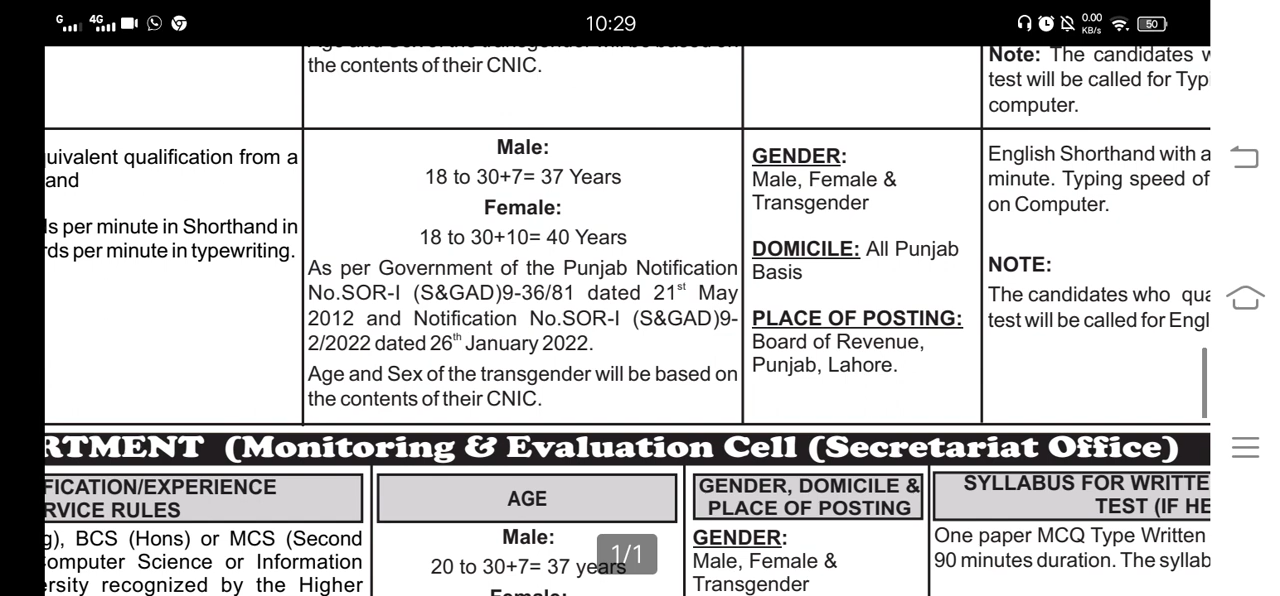 G 4G 10:29 0.00 KB/s 50
the contents of their CNIC.
Note: The candidates
test will be called for Typ
computer.
uivalent qualification from a
and
ls per minute in Shorthand in
rds per minute in typewriting.
Male:
18 to 30+7= 37 Years
Female:
18 to 30+10= 40 Years
As per Government of the Punjab Notification
No.SOR-I (S&GAD)9-36/81 dated 21st May
2012 and Notification No.SOR-I (S&GAD)9-
2/2022 dated 26th January 2022.
Age and Sex of the transgender will be based on
the contents of their CNIC.
GENDER:
Male, Female &
Transgender
DOMICILE: All Punjab
Basis
PLACE OF POSTING:
Board of Revenue,
Punjab, Lahore.
English Shorthand with a
minute. Typing speed of
on Computer.
NOTE:
The candidates who qua
test will be called for Engl
RTMENT (Monitoring & Evaluation Cell (Secretariat Office)
FICATION/EXPERIENCE
RVICE RULES
AGE
GENDER, DOMICILE &
PLACE OF POSTING
SYLLABUS FOR WRITTE
TEST (IF HE
g), BCS (Hons) or MCS (Second
omputer Science or Information
ersity recognized by the Higher
Male:
20 to 30+7= 37 years
Female:
1/1
GENDER:
Male, Female &
Transgender
One paper MCQ Type Written
90 minutes duration. The syllab